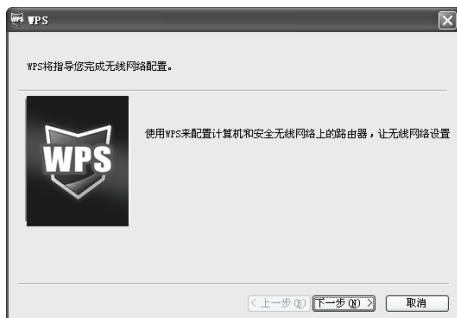 WPS
WPS将指导您完成无线网络配置。
WPS
使用WPS来配置计算机和安全无线网络上的路由器，让无线网络设置
< 上一步(B) 下一步(N) > 取消